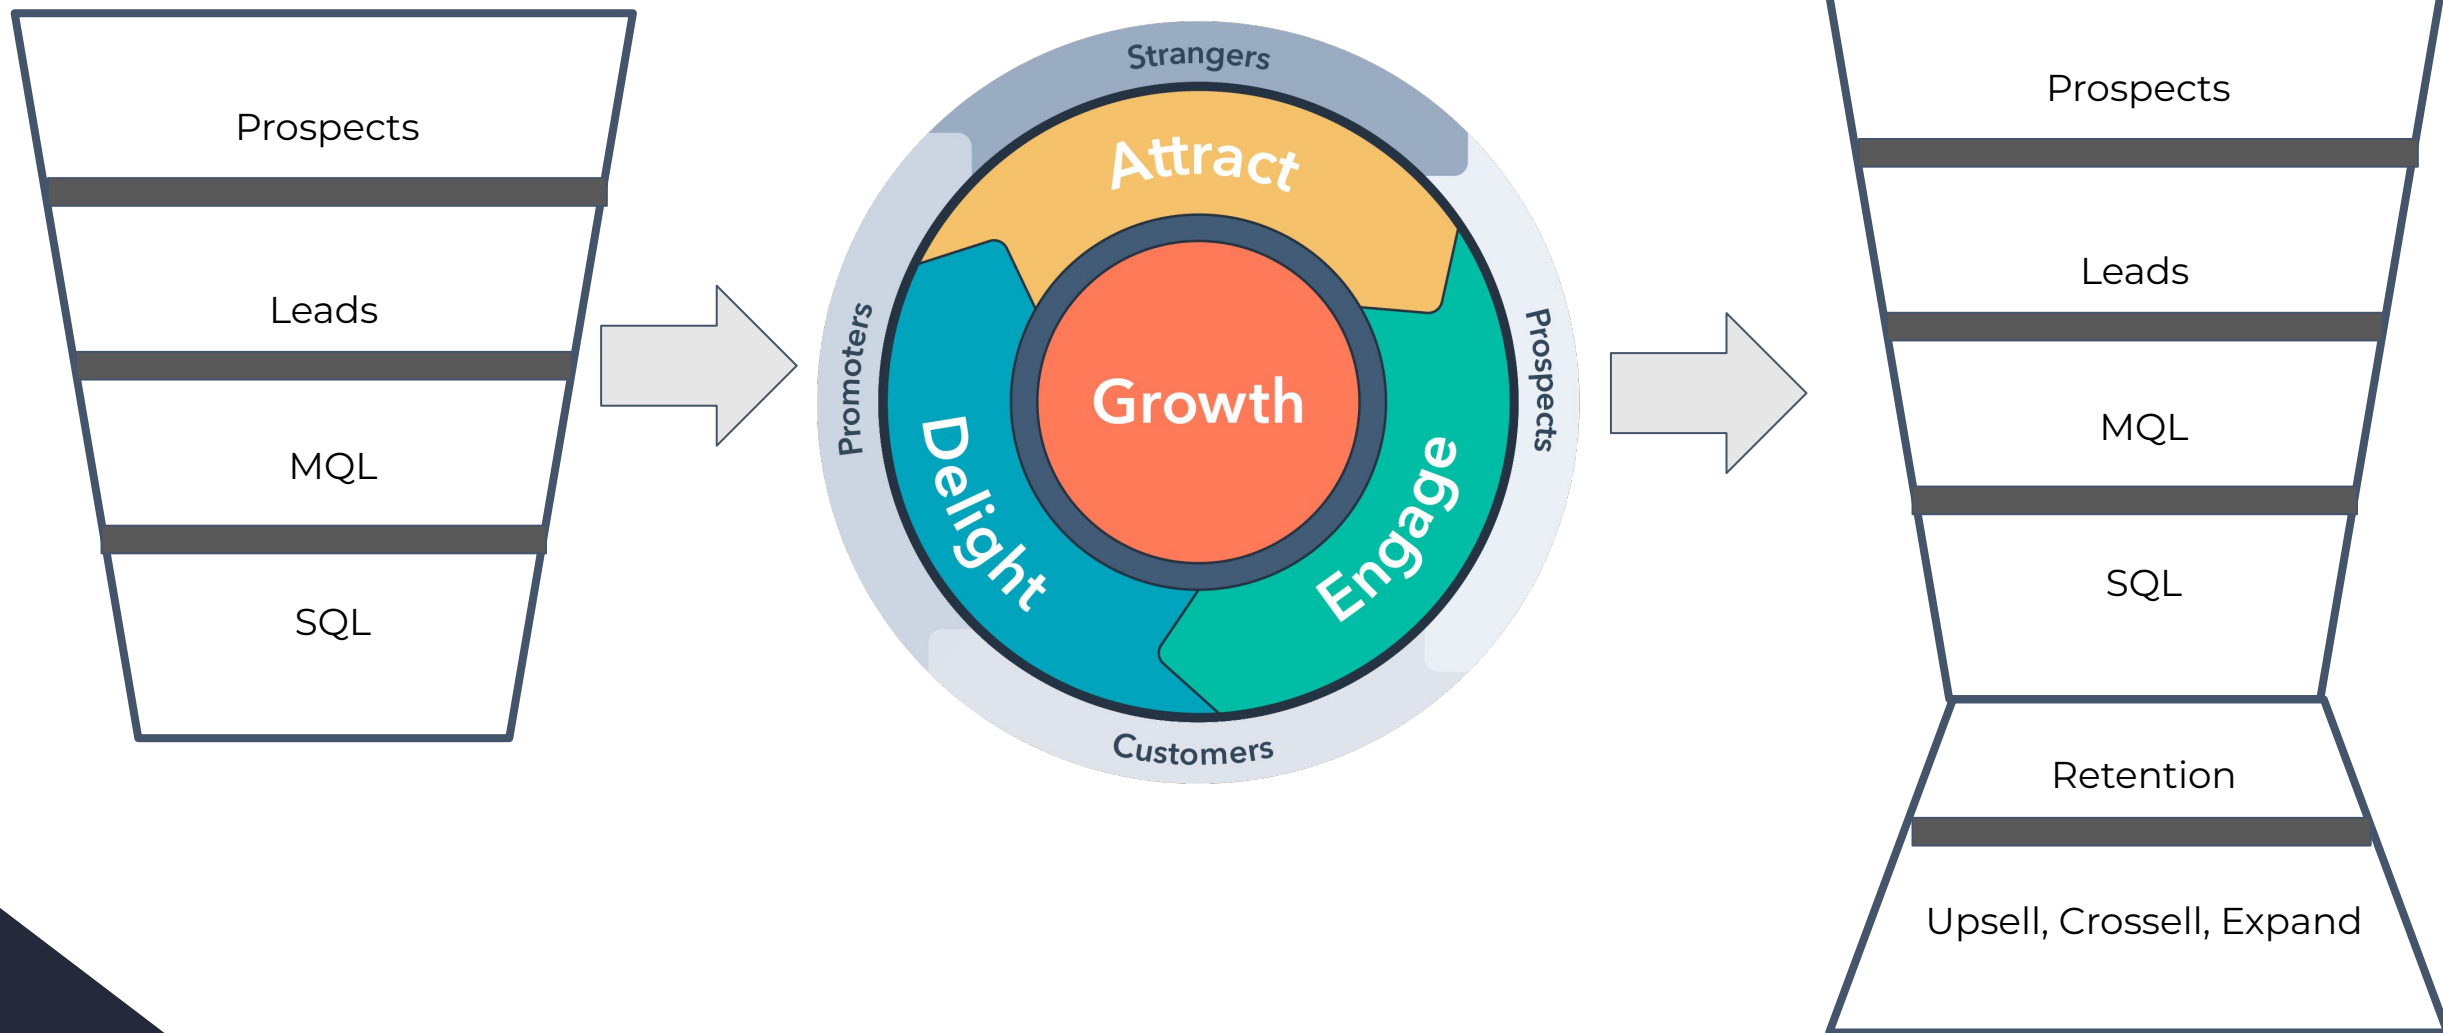 Prospects
Leads
MQL
SQL
Strangers
Attract
Promoters
Prospects
Growth
Delight
Engage
Customers
Prospects
Leads
MQL
SQL
Retention
Upsell, Crossell, Expand